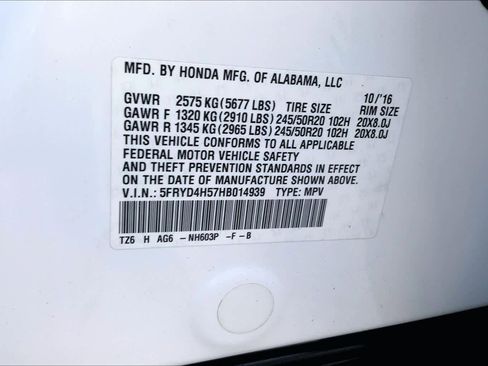 MFD. BY HONDA MFG. OF ALABAMA, LLC
10/'16
GVWR 2575 KG (5677 LBS) TIRE SIZE RIM SIZE
GAWR F 1320 KG (2910 LBS) 245/50R20 102H 20X8.0J
GAWR R 1345 KG (2965 LBS) 245/50R20 102H 20X8.0J
THIS VEHICLE CONFORMS TO ALL APPLICABLE
FEDERAL MOTOR VEHICLE SAFETY
AND THEFT PREVENTION STANDARDS IN EFFECT
ON THE DATE OF MANUFACTURE SHOWN ABOVE.
V.I.N.: 5FRYD4H57HB014939 TYPE: MPV
TZ6 H AG6 -NH603P -F-B